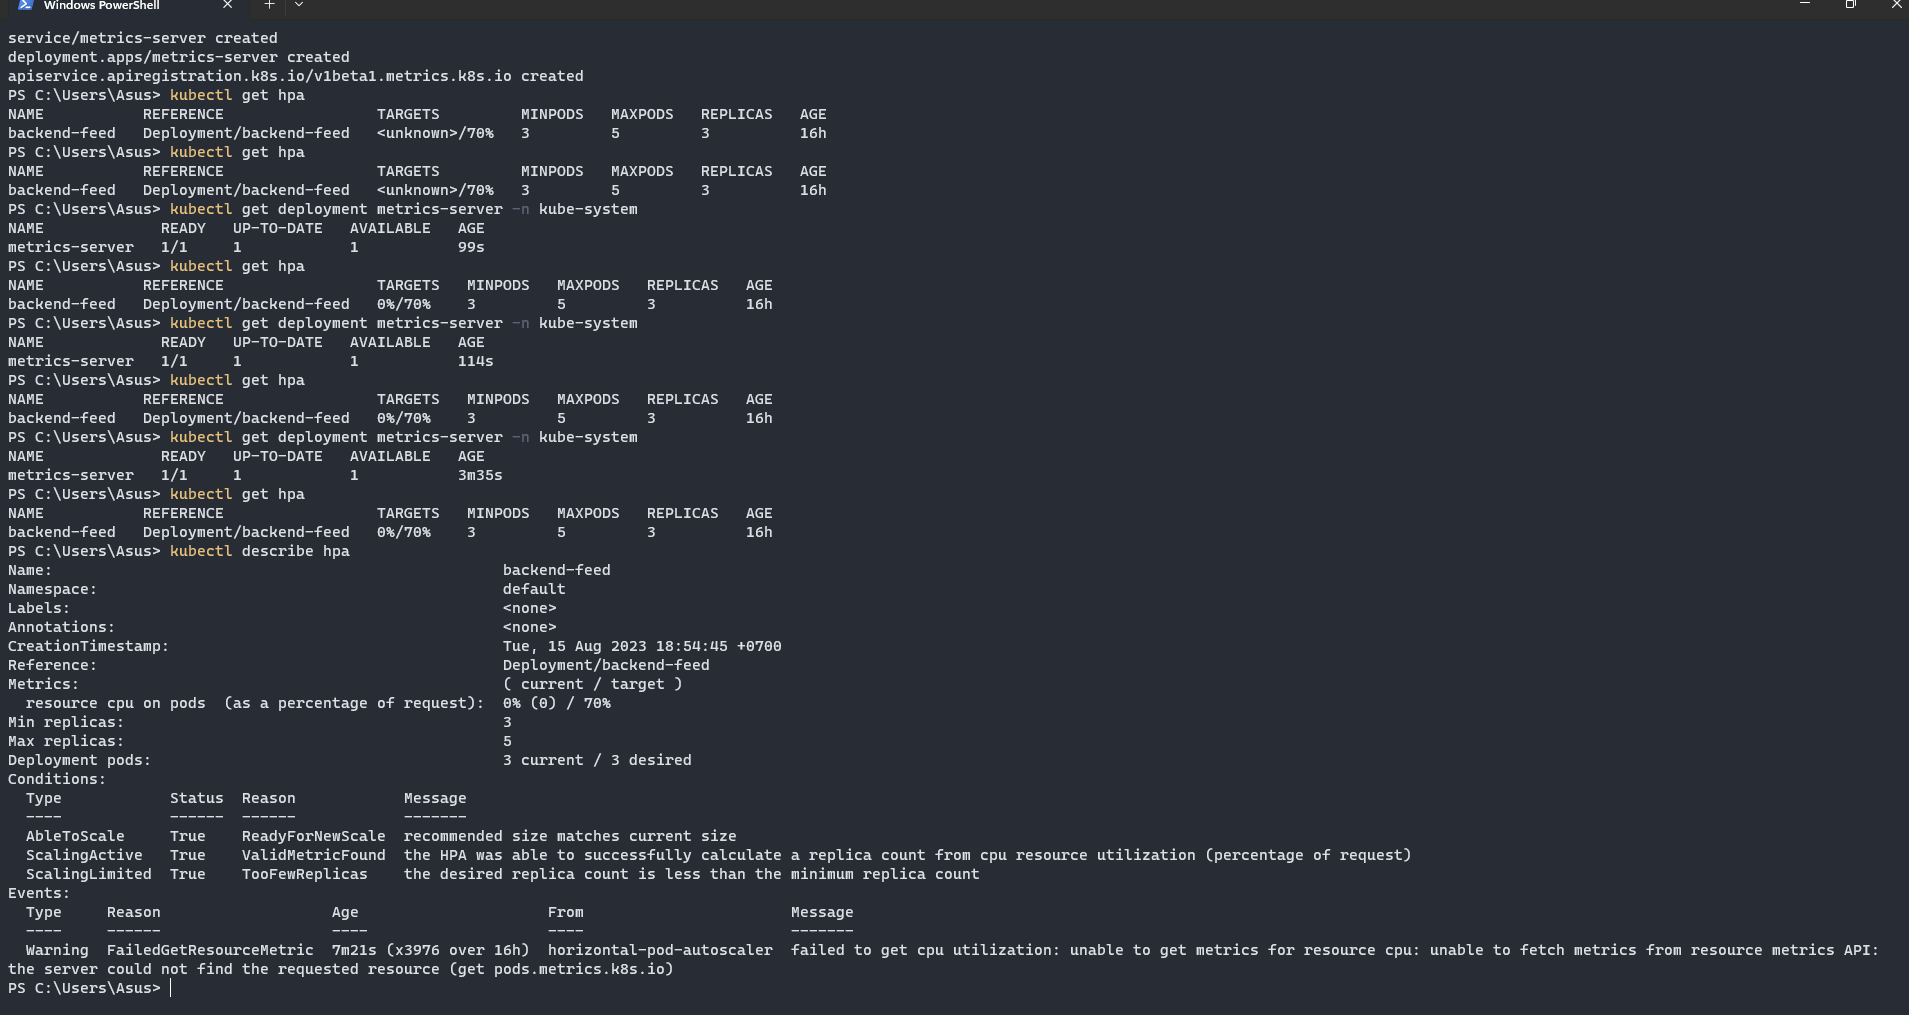 Windows PowerShell
service/metrics-server created
deployment.apps/metrics-server created
apiservice.apiregistration.k8s.io/v1beta1.metrics.k8s.io created
PS C:\Users\Asus> kubectl get hpa
NAME           REFERENCE                 TARGETS         MINPODS   MAXPODS   REPLICAS   AGE
backend-feed   Deployment/backend-feed   <unknown>/70%   3         5         3          16h
PS C:\Users\Asus> kubectl get hpa
NAME           REFERENCE                 TARGETS         MINPODS   MAXPODS   REPLICAS   AGE
backend-feed   Deployment/backend-feed   <unknown>/70%   3         5         3          16h
PS C:\Users\Asus> kubectl get deployment metrics-server -n kube-system
NAME             READY   UP-TO-DATE   AVAILABLE   AGE
metrics-server   1/1     1            1           99s
PS C:\Users\Asus> kubectl get hpa
NAME           REFERENCE                 TARGETS   MINPODS   MAXPODS   REPLICAS   AGE
backend-feed   Deployment/backend-feed   0%/70%    3         5         3          16h
PS C:\Users\Asus> kubectl get deployment metrics-server -n kube-system
NAME             READY   UP-TO-DATE   AVAILABLE   AGE
metrics-server   1/1     1            1           114s
PS C:\Users\Asus> kubectl get hpa
NAME           REFERENCE                 TARGETS   MINPODS   MAXPODS   REPLICAS   AGE
backend-feed   Deployment/backend-feed   0%/70%    3         5         3          16h
PS C:\Users\Asus> kubectl get deployment metrics-server -n kube-system
NAME             READY   UP-TO-DATE   AVAILABLE   AGE
metrics-server   1/1     1            1           3m35s
PS C:\Users\Asus> kubectl get hpa
NAME           REFERENCE                 TARGETS   MINPODS   MAXPODS   REPLICAS   AGE
backend-feed   Deployment/backend-feed   0%/70%    3         5         3          16h
PS C:\Users\Asus> kubectl describe hpa
Name:                                                  backend-feed
Namespace:                                             default
Labels:                                                <none>
Annotations:                                           <none>
CreationTimestamp:                                     Tue, 15 Aug 2023 18:54:45 +0700
Reference:                                             Deployment/backend-feed
Metrics:                                               ( current / target )
  resource cpu on pods  (as a percentage of request):  0% (0) / 70%
Min replicas:                                          3
Max replicas:                                          5
Deployment pods:                                       3 current / 3 desired
Conditions:
  Type            Status  Reason            Message
  ----            ------  ------            -------
  AbleToScale     True    ReadyForNewScale  recommended size matches current size
  ScalingActive   True    ValidMetricFound  the HPA was able to successfully calculate a replica count from cpu resource utilization (percentage of request)
  ScalingLimited  True    TooFewReplicas    the desired replica count is less than the minimum replica count
Events:
  Type     Reason                   Age                     From                       Message
  ----     ------                   ----                    ----                       -------
  Warning  FailedGetResourceMetric  7m21s (x3976 over 16h)  horizontal-pod-autoscaler  failed to get cpu utilization: unable to get metrics for resource cpu: unable to fetch metrics from resource metrics API:
the server could not find the requested resource (get pods.metrics.k8s.io)
PS C:\Users\Asus>